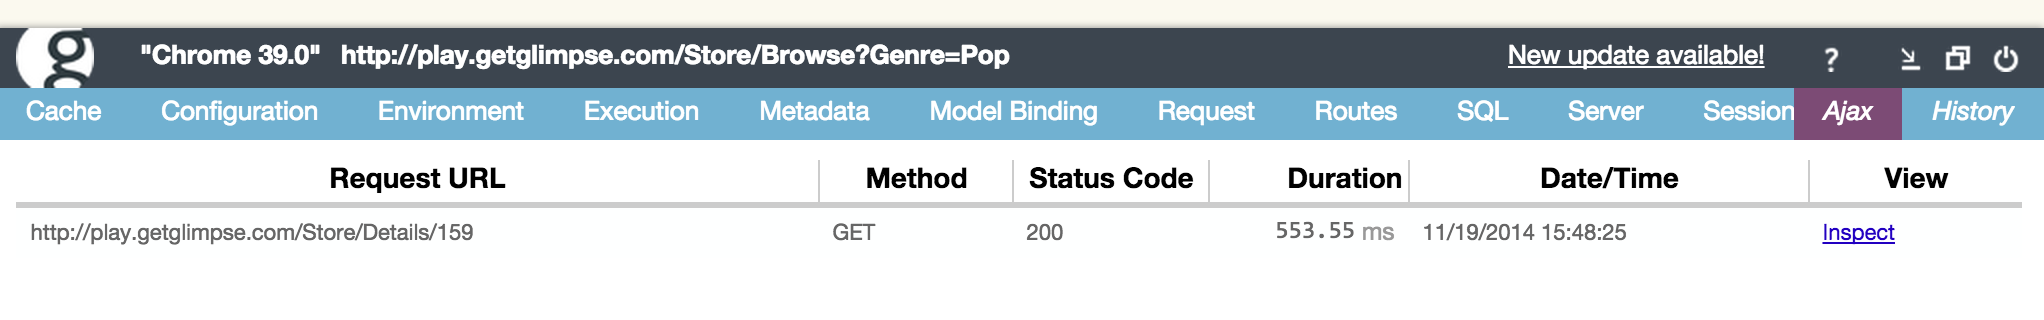 g "Chrome 39.0" http://play.getglimpse.com/Store/Browse?Genre=Pop New update available! ?
Cache Configuration Environment Execution Metadata Model Binding Request Routes SQL Server Session Ajax History
Request URL Method Status Code Duration Date/Time View
http://play.getglimpse.com/Store/Details/159 GET 200 553.55 ms 11/19/2014 15:48:25 Inspect